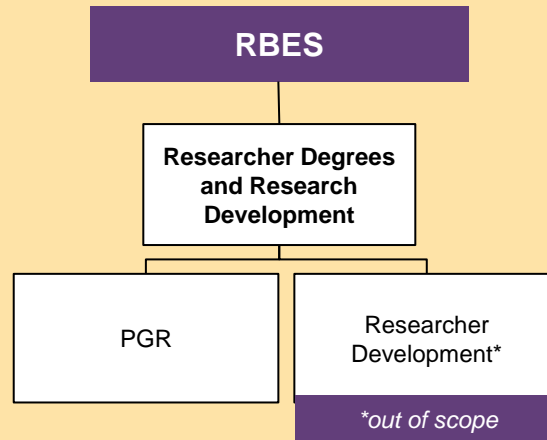 RBES
Researcher Degrees
and Research
Development
PGR
Researcher
Development*
*out of scope